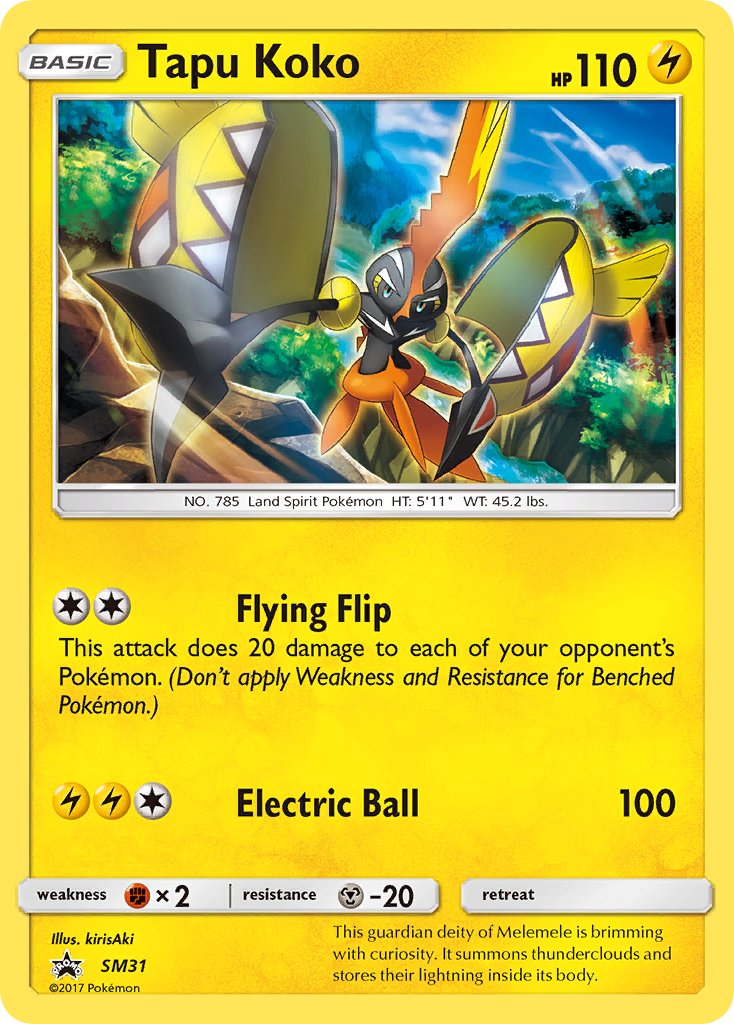 BASIC Tapu Koko HP 110
NO. 785 Land Spirit Pokémon HT: 5'11" WT: 45.2 lbs.
Flying Flip
This attack does 20 damage to each of your opponent's
Pokémon. (Don't apply Weakness and Resistance for Benched
Pokémon.)
Electric Ball 100
weakness × 2 resistance -20 retreat
Illus. kirisAki
PROMO SM31
©2017 Pokémon
This guardian deity of Melemele is brimming
with curiosity. It summons thunderclouds and
stores their lightning inside its body.